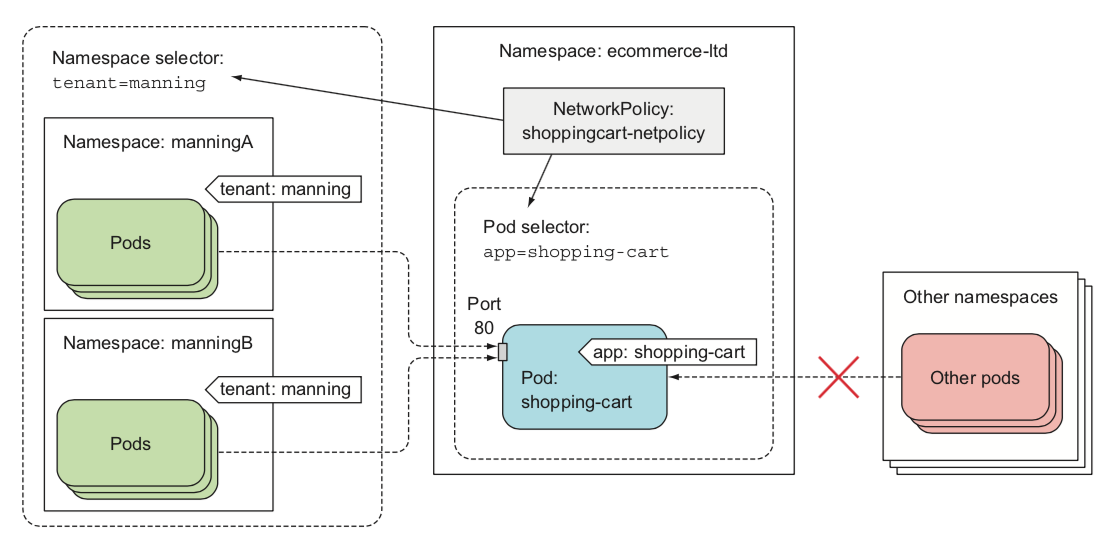 Namespace selector:
tenant=manning
Namespace: manningA
tenant: manning
Pods
Namespace: manningB
tenant: manning
Pods
Namespace: ecommerce-ltd
NetworkPolicy:
shoppingcart-netpolicy
Pod selector:
app=shopping-cart
Port
80
app: shopping-cart
Pod:
shopping-cart
Other namespaces
Other pods